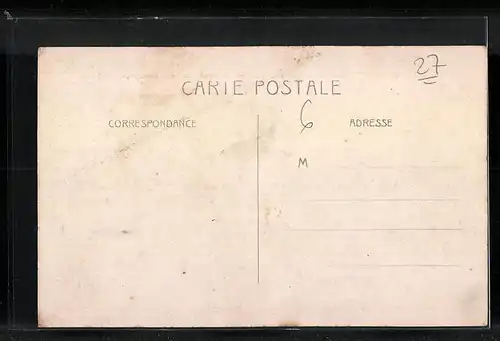 27
CARTE POSTALE
6
CORRESPONDANCE
ADRESSE
M